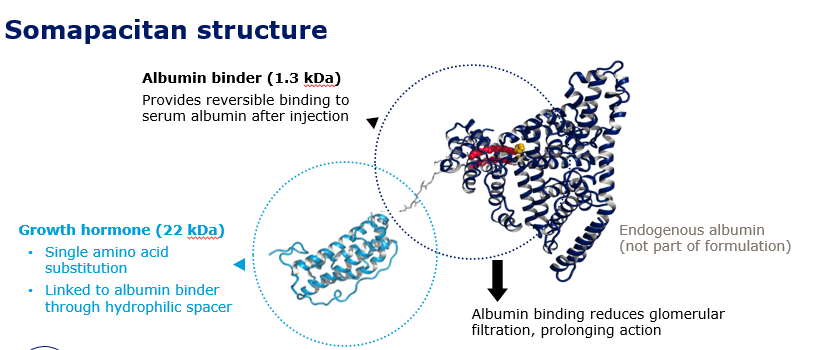 Somapacitan structure
Albumin binder (1.3 kDa)
Provides reversible binding to
serum albumin after injection
Growth hormone (22 kDa)
• Single amino acid
substitution
• Linked to albumin binder
through hydrophilic spacer
Endogenous albumin
(not part of formulation)
Albumin binding reduces glomerular
filtration, prolonging action